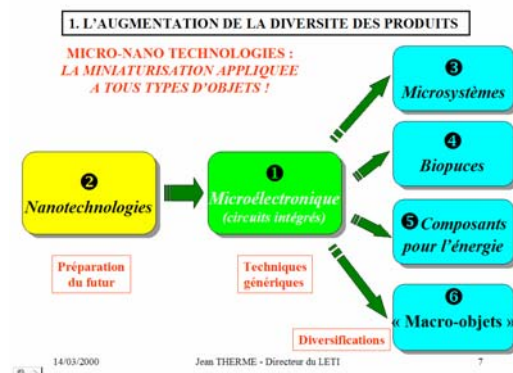 1. L'AUGMENTATION DE LA DIVERSITE DES PRODUITS
MICRO-NANO TECHNOLOGIES :
LA MINIATURISATION APPLIQUEE
A TOUS TYPES D'OBJETS !
❷
Nanotechnologies
❶
Microélectronique
(circuits intégrés)
❸
Microsystèmes
❹
Biopuces
❺ Composants
pour l'énergie
❻
« Macro-objets »
Préparation
du futur
Techniques
génériques
Diversifications
14/03/2000
Jean THERME - Directeur du LETI
7